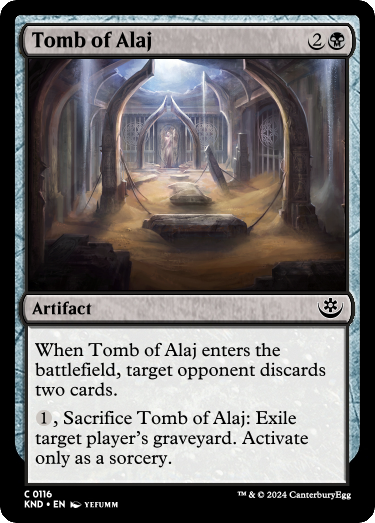 Tomb of Alaj 2
Artifact
When Tomb of Alaj enters the
battlefield, target opponent discards
two cards.
1, Sacrifice Tomb of Alaj: Exile
target player's graveyard. Activate
only as a sorcery.
C 0116
KND • EN YEFUMM
™ & © 2024 CanterburyEgg